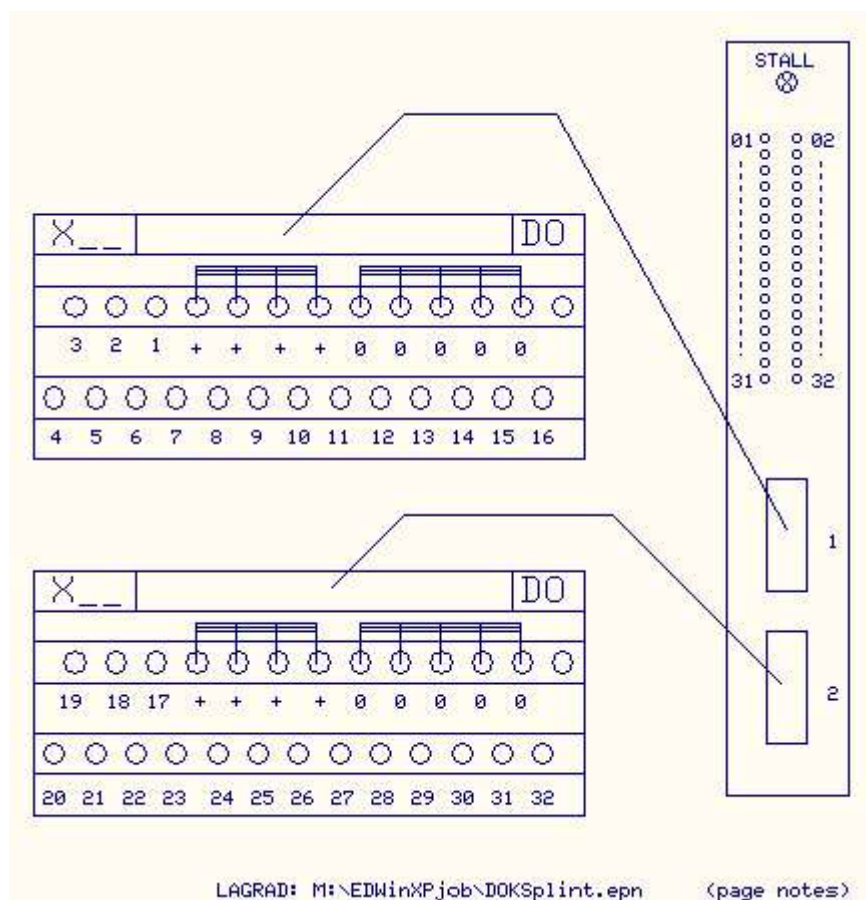 STALL
01 02
X__ DO
3 2 1 + + + + 0 0 0 0 0
31 32
4 5 6 7 8 9 10 11 12 13 14 15 16
1
X__ DO
19 18 17 + + + + 0 0 0 0 0
2
20 21 22 23 24 25 26 27 28 29 30 31 32
LAGRAD: M:\EDWinXPjob\DOKSplint.epn (page notes)